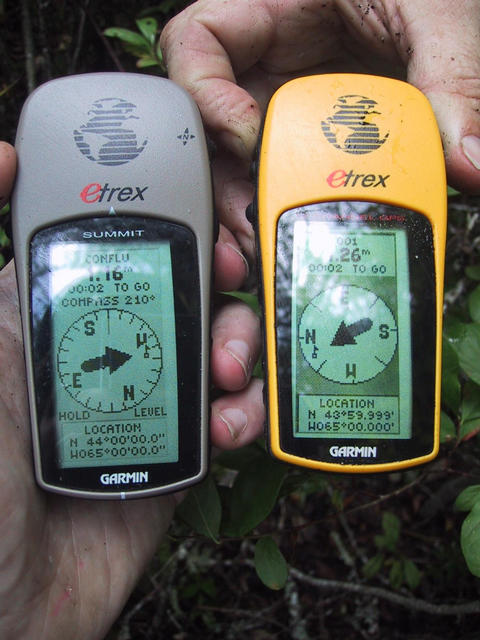 etrex
SUMMIT
CONFLU
1.16m
00:02 TO GO
COMPASS 210°
S
W
E
N
HOLD LEVEL
LOCATION
N 44°00'00.0"
W065°00'00.0"
GARMIN
etrex
001
.26m
00:02 TO GO
E
N
S
W
LOCATION
N 43°59.999'
W065°00.000'
GARMIN